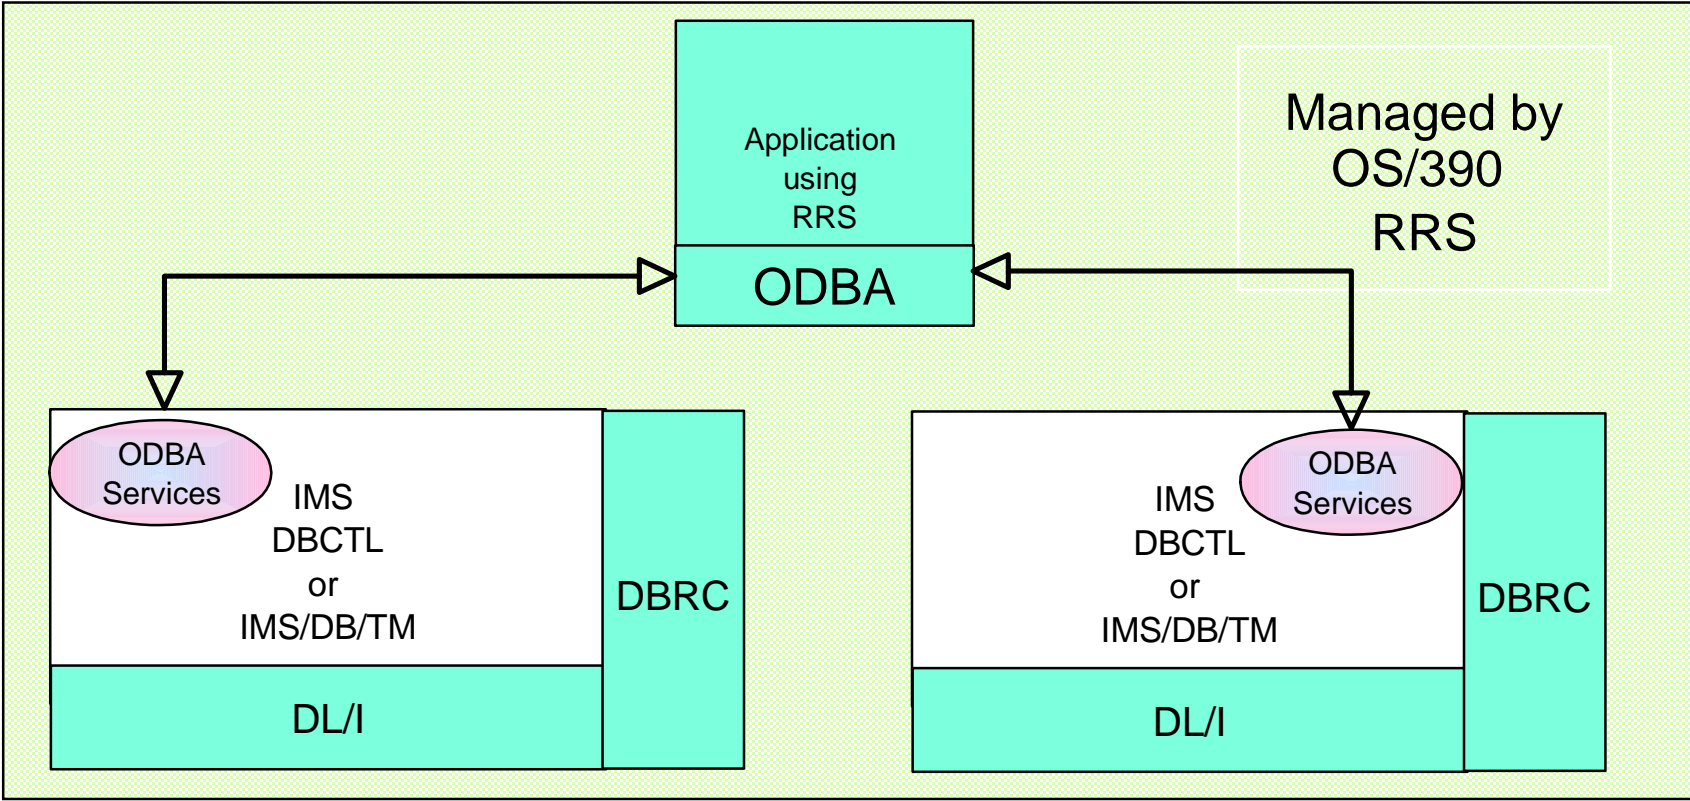 Application
using
RRS
ODBA
Managed by
OS/390
RRS
ODBA
Services
IMS
DBCTL
or
IMS/DB/TM
DBRC
DL/I
ODBA
Services
IMS
DBCTL
or
IMS/DB/TM
DBRC
DL/I